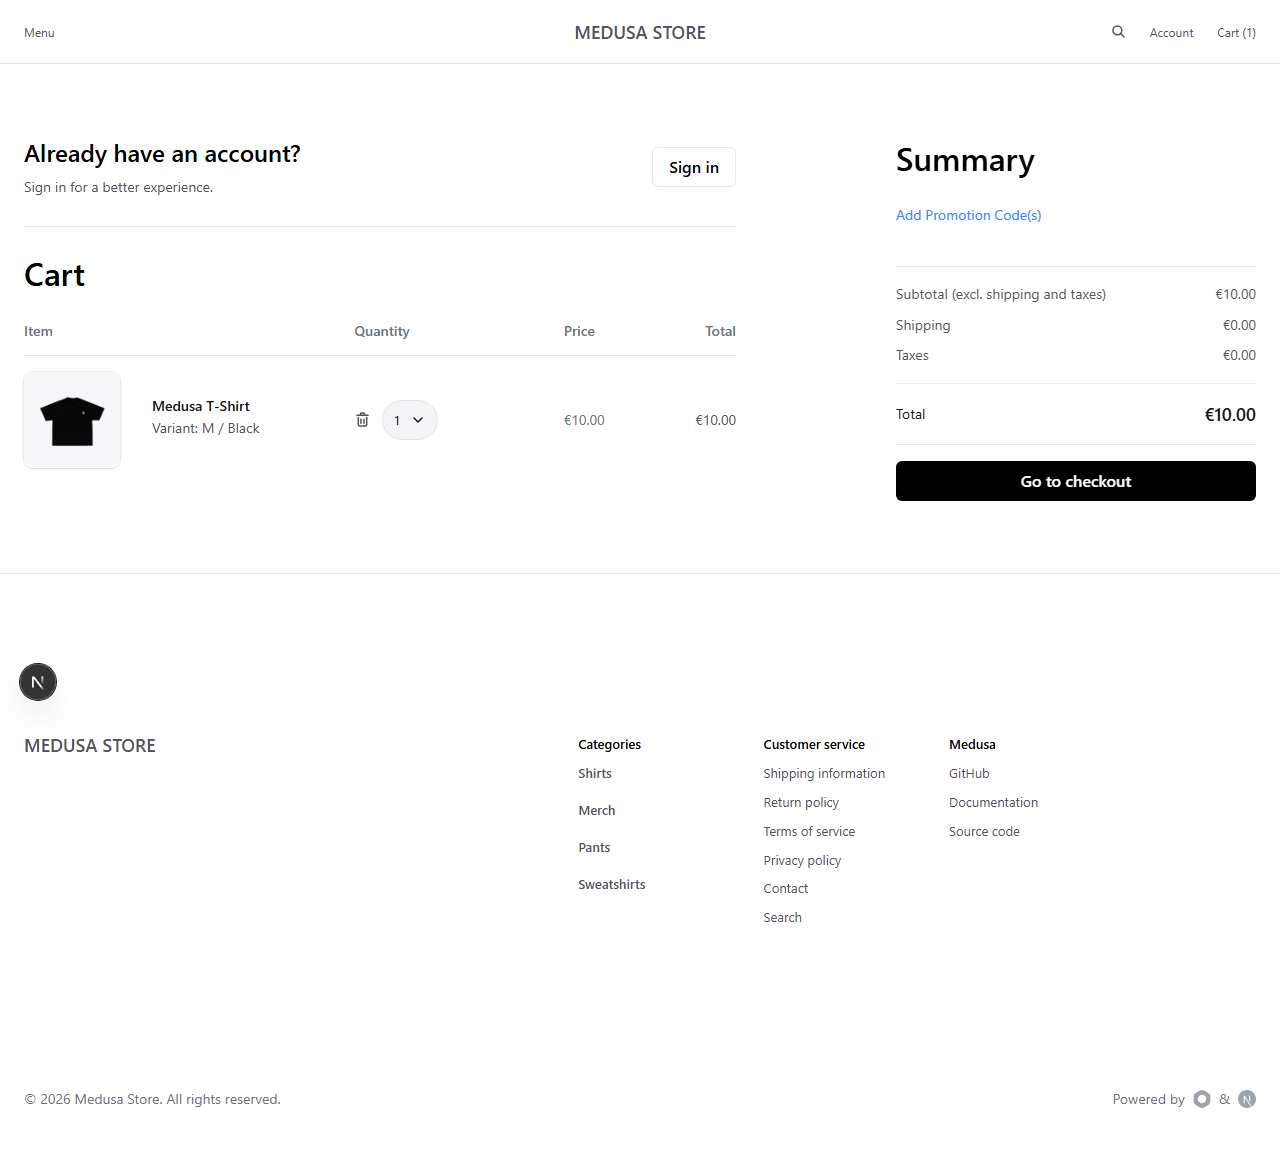 Menu
MEDUSA STORE
Account
Cart (1)
Already have an account?
Sign in for a better experience.
Sign in
Cart
Item
Quantity
Price
Total
Medusa T-Shirt
Variant: M / Black
1
€10.00
€10.00
Summary
Add Promotion Code(s)
Subtotal (excl. shipping and taxes)
€10.00
Shipping
€0.00
Taxes
€0.00
Total
€10.00
Go to checkout
N
MEDUSA STORE
Categories
Shirts
Merch
Pants
Sweatshirts
Customer service
Shipping information
Return policy
Terms of service
Privacy policy
Contact
Search
Medusa
GitHub
Documentation
Source code
© 2026 Medusa Store. All rights reserved.
Powered by & N